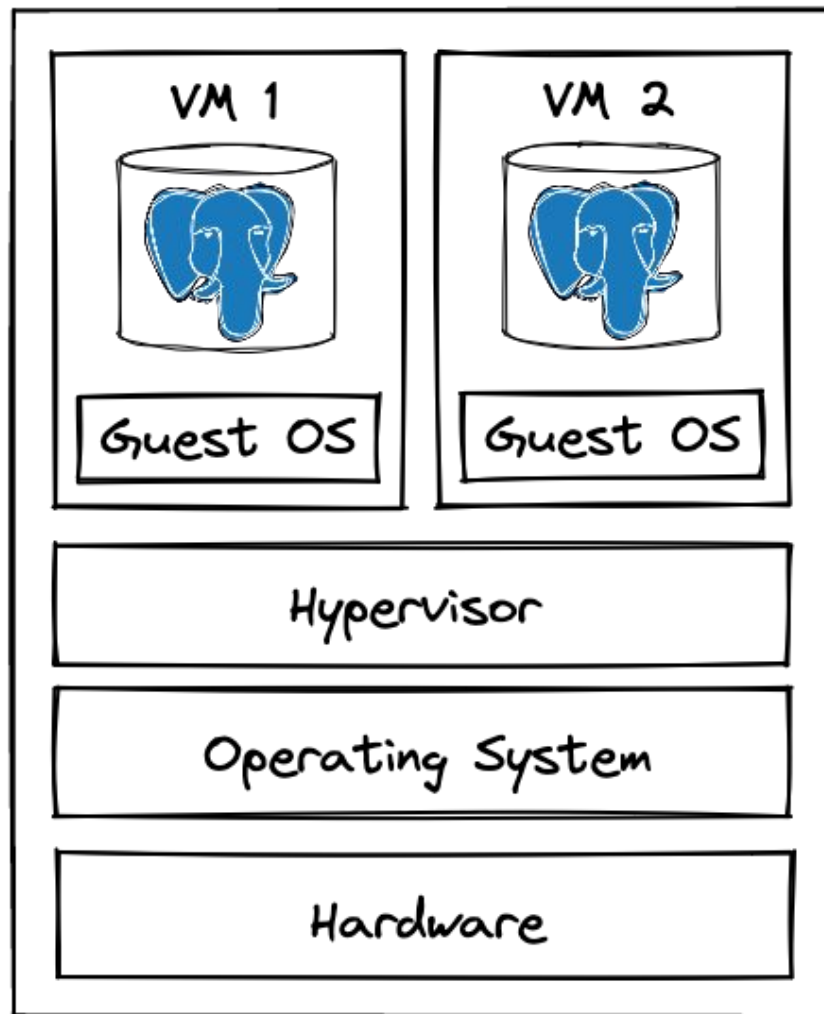 VM 1
VM 2
Guest OS
Guest OS
Hypervisor
Operating System
Hardware